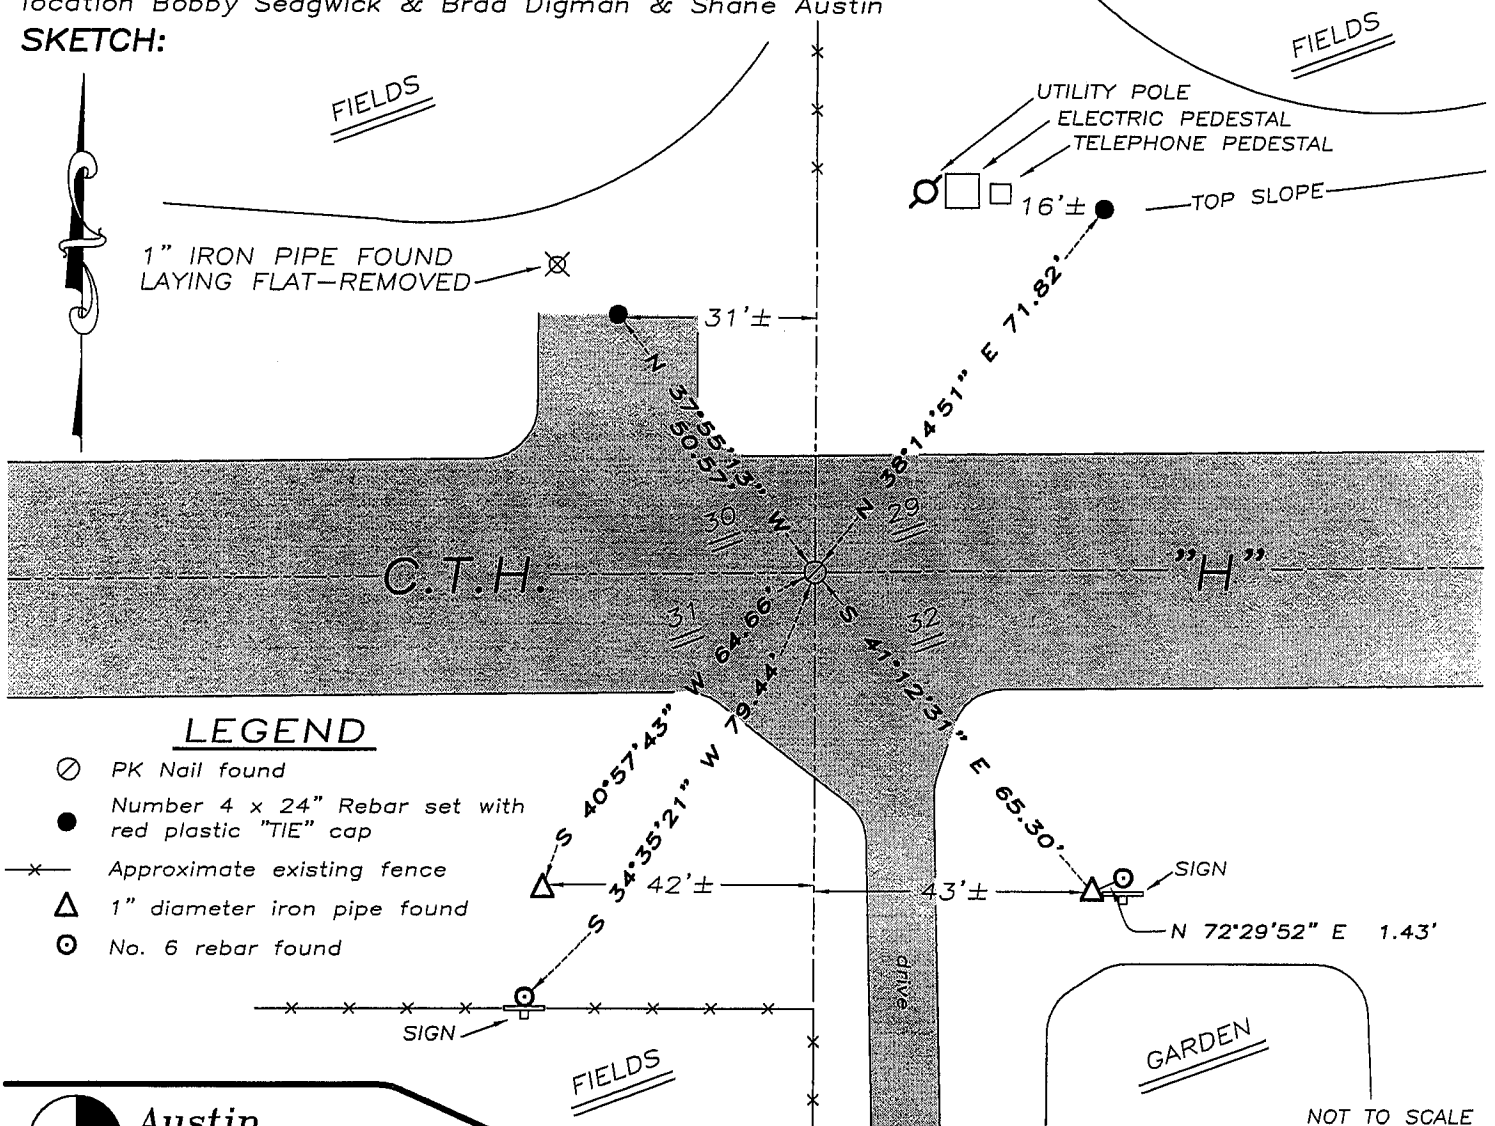 location Bobby Sedgwick & Brad Digman & Shane Austin
SKETCH:
FIELDS
FIELDS
UTILITY POLE
ELECTRIC PEDESTAL
TELEPHONE PEDESTAL
16'±
TOP SLOPE
1" IRON PIPE FOUND
LAYING FLAT-REMOVED
31'±
N 38°14'51" E 71.82'
N 37°55'13" W
50.57'
30
29
C.T.H.
"H"
31
32
S 40°57'43" W 64.66'
S 34°35'21" W 79.44'
S 41°12'31" E 65.30'
LEGEND
PK Nail found
Number 4 x 24" Rebar set with
red plastic "TIE" cap
Approximate existing fence
1" diameter iron pipe found
No. 6 rebar found
42'±
43'±
SIGN
N 72°29'52" E 1.43'
drive
SIGN
FIELDS
GARDEN
NOT TO SCALE
Austin